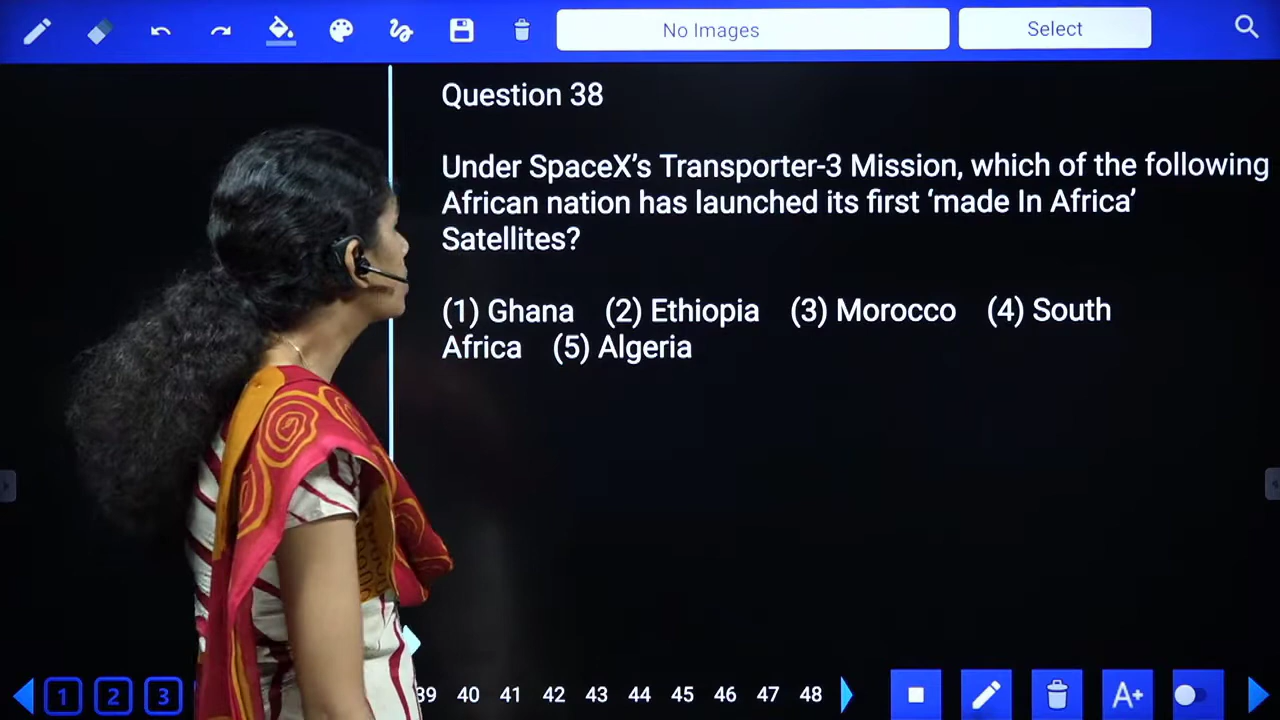 No Images
Select
Question 38
Under SpaceX’s Transporter-3 Mission, which of the following
African nation has launched its first ‘made In Africa’
Satellites?
(1) Ghana (2) Ethiopia (3) Morocco (4) South
Africa (5) Algeria
1 2 3 39 40 41 42 43 44 45 46 47 48
A+